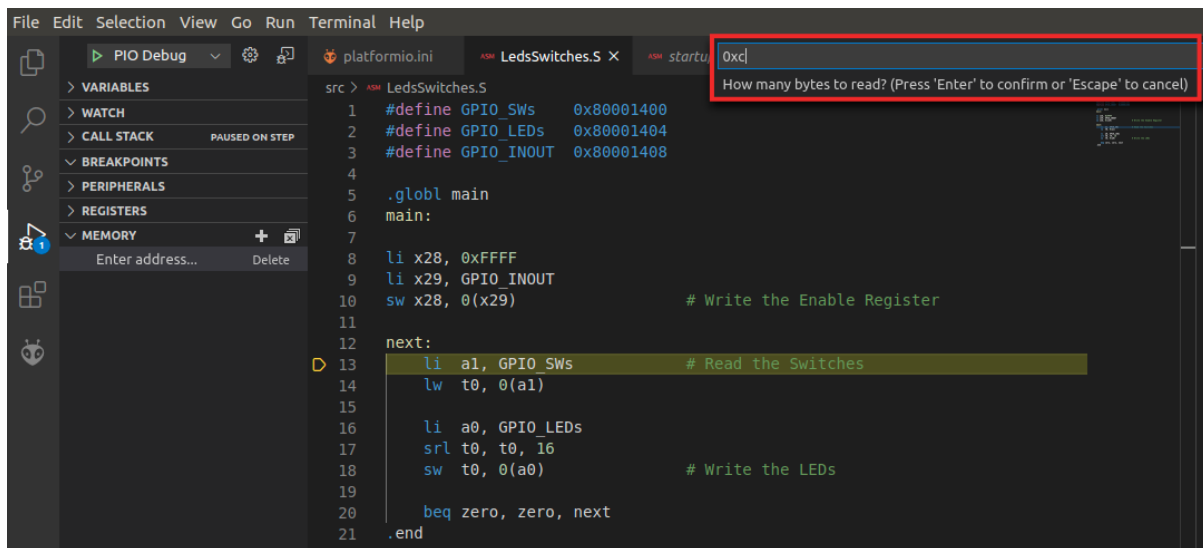 File Edit Selection View Go Run Terminal Help
PIO Debug
platformio.ini
ASM LedsSwitches.S
ASM
0xc
How many bytes to read? (Press 'Enter' to confirm or 'Escape' to cancel)
VARIABLES
WATCH
CALL STACK PAUSED ON STEP
BREAKPOINTS
PERIPHERALS
REGISTERS
MEMORY
Enter address... Delete
1
src > ASM LedsSwitches.S
1 #define GPIO_SWs 0x80001400
2 #define GPIO_LEDs 0x80001404
3 #define GPIO_INOUT 0x80001408
4
5 .globl main
6 main:
7
8 li x28, 0xFFFF
9 li x29, GPIO_INOUT
10 sw x28, 0(x29) # Write the Enable Register
11
12 next:
13 li a1, GPIO_SWs # Read the Switches
14 lw t0, 0(a1)
15
16 li a0, GPIO_LEDs
17 srl t0, t0, 16
18 sw t0, 0(a0) # Write the LEDs
19
20 beq zero, zero, next
21 .end